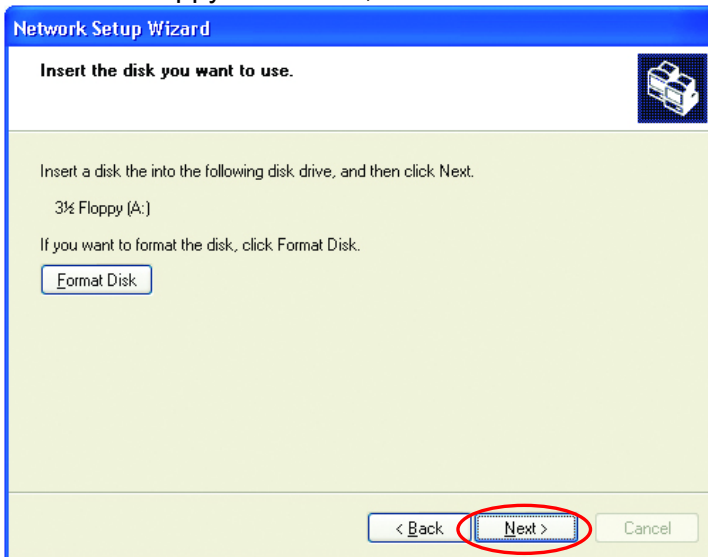 Network Setup Wizard
Insert the disk you want to use.
Insert a disk the into the following disk drive, and then click Next.
3½ Floppy (A:)
If you want to format the disk, click Format Disk.
Format Disk
< Back Next > Cancel